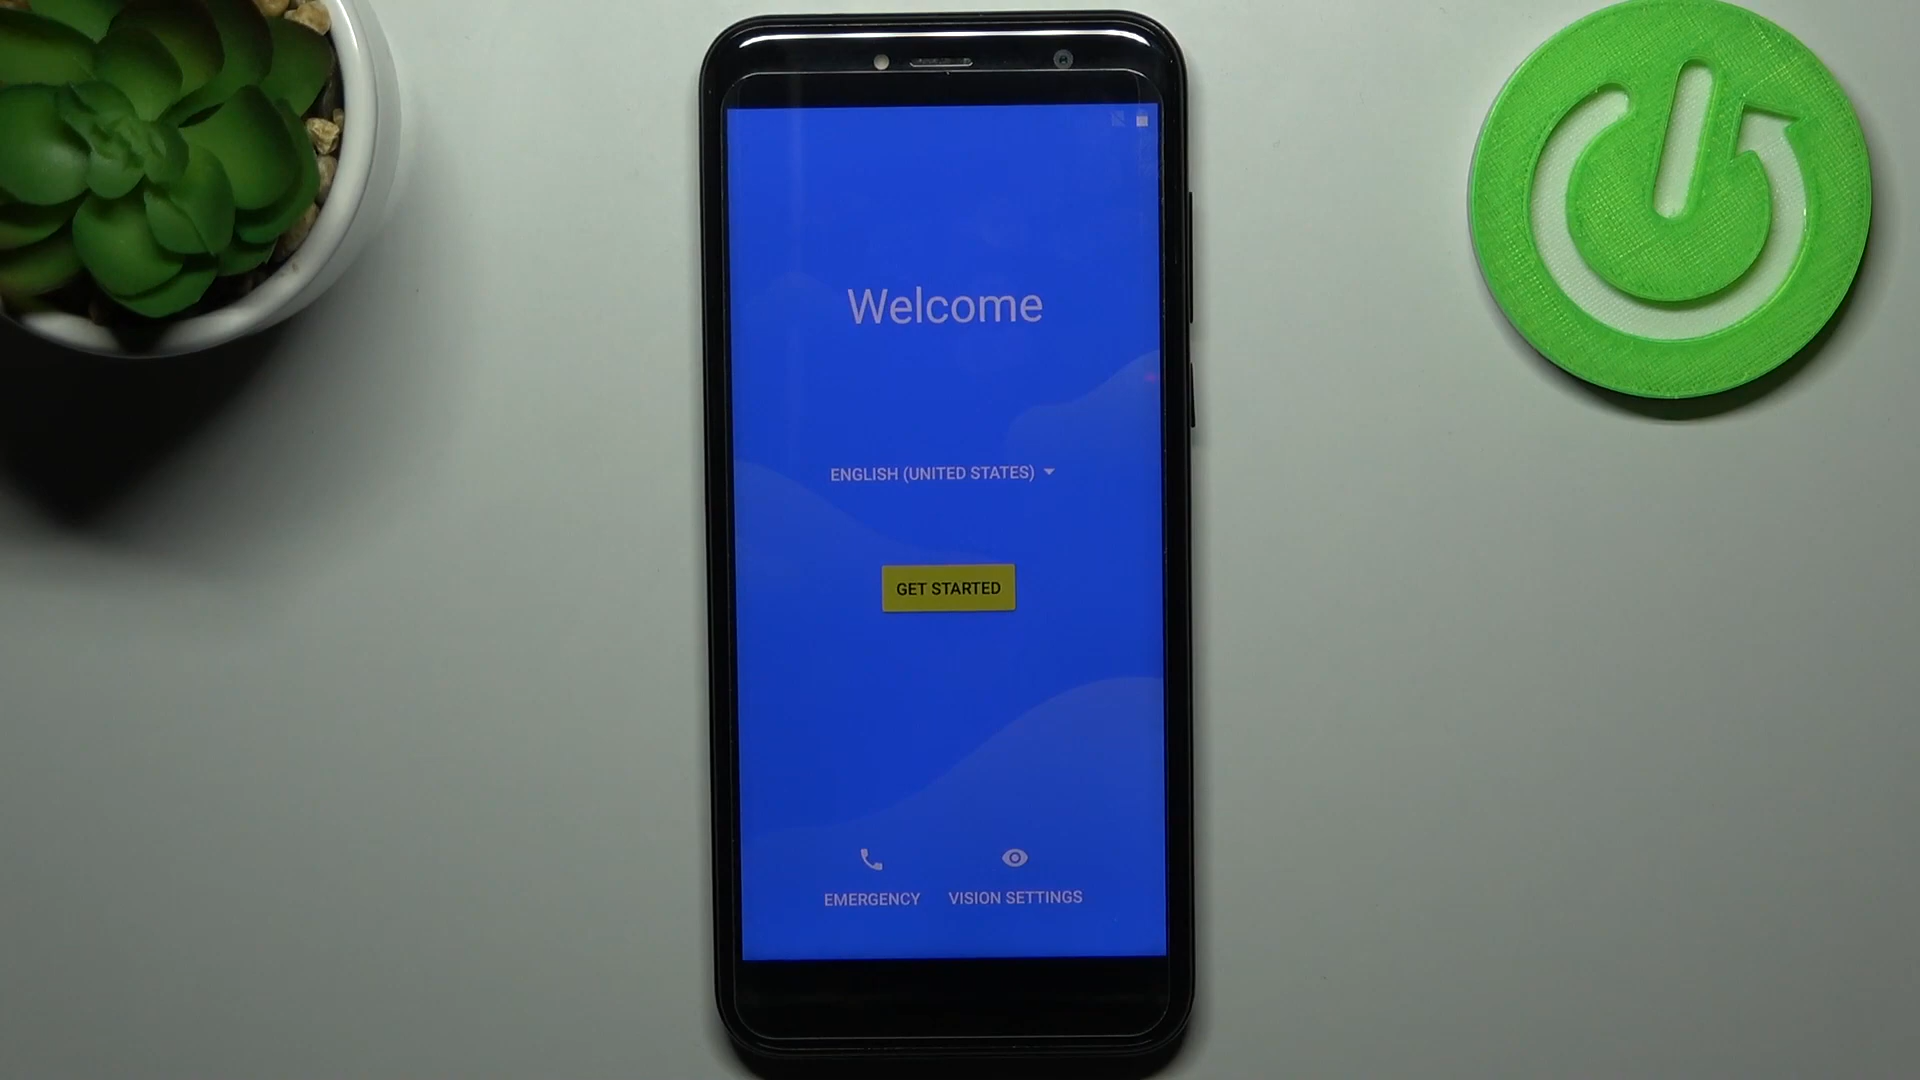 Welcome
ENGLISH (UNITED STATES)
GET STARTED
EMERGENCY
VISION SETTINGS